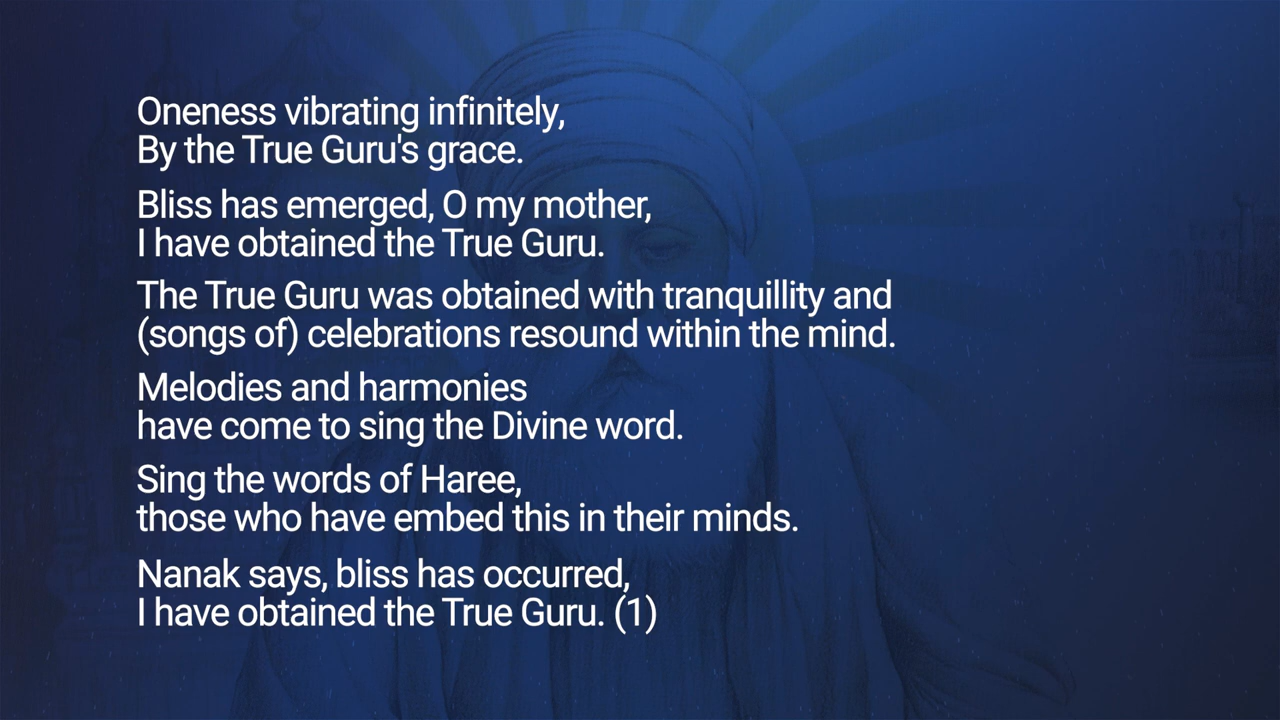 Oneness vibrating infinitely,
By the True Guru's grace.
Bliss has emerged, O my mother,
I have obtained the True Guru.
The True Guru was obtained with tranquillity and
(songs of) celebrations resound within the mind.
Melodies and harmonies
have come to sing the Divine word.
Sing the words of Haree,
those who have embed this in their minds.
Nanak says, bliss has occurred,
I have obtained the True Guru. (1)